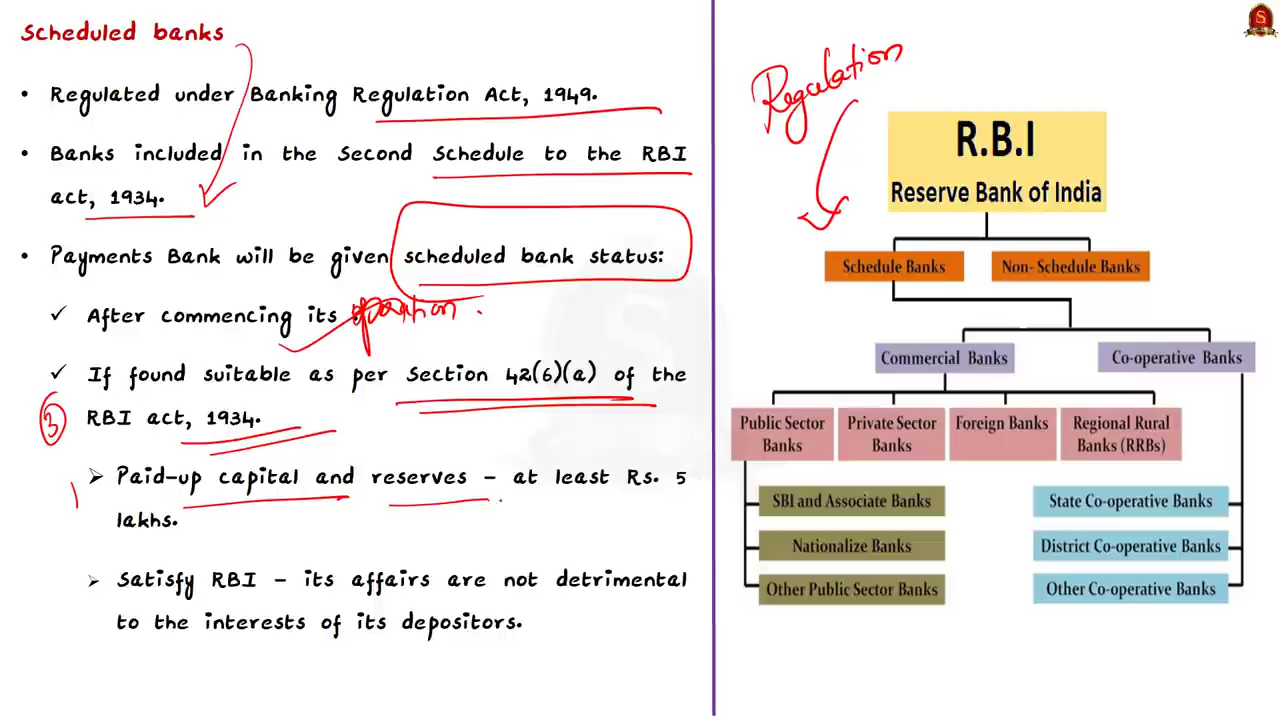 Scheduled banks
• Regulated under Banking Regulation Act, 1949.
• Banks included in the Second Schedule to the RBI
act, 1934.
• Payments Bank will be given scheduled bank status:
✓ After commencing its operation.
✓ If found suitable as per Section 42(6)(a) of the
3
RBI act, 1934.
1
➢ Paid-up capital and reserves - at least Rs. 5
lakhs.
➢ Satisfy RBI - its affairs are not detrimental
to the interests of its depositors.
Regulation
R.B.I
Reserve Bank of India
Schedule Banks
Non- Schedule Banks
Commercial Banks
Co-operative Banks
Public Sector
Banks
Private Sector
Banks
Foreign Banks
Regional Rural
Banks (RRBs)
SBI and Associate Banks
Nationalize Banks
Other Public Sector Banks
State Co-operative Banks
District Co-operative Banks
Other Co-operative Banks
S